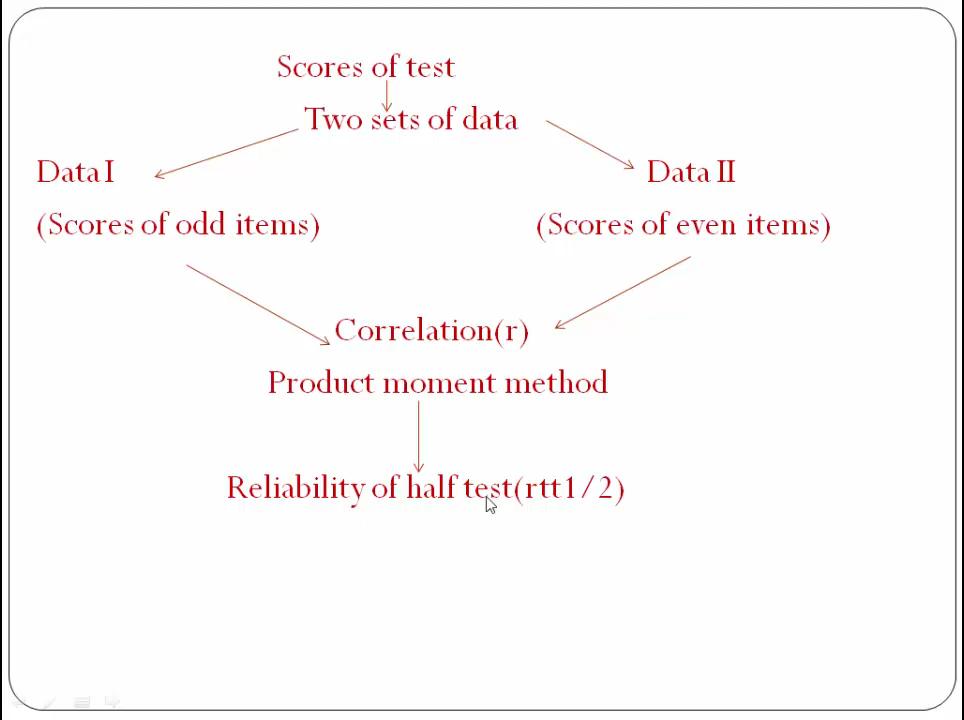 Scores of test
Two sets of data
Data I
Data II
(Scores of odd items)
(Scores of even items)
Correlation(r)
Product moment method
Reliability of half test(rtt1/2)